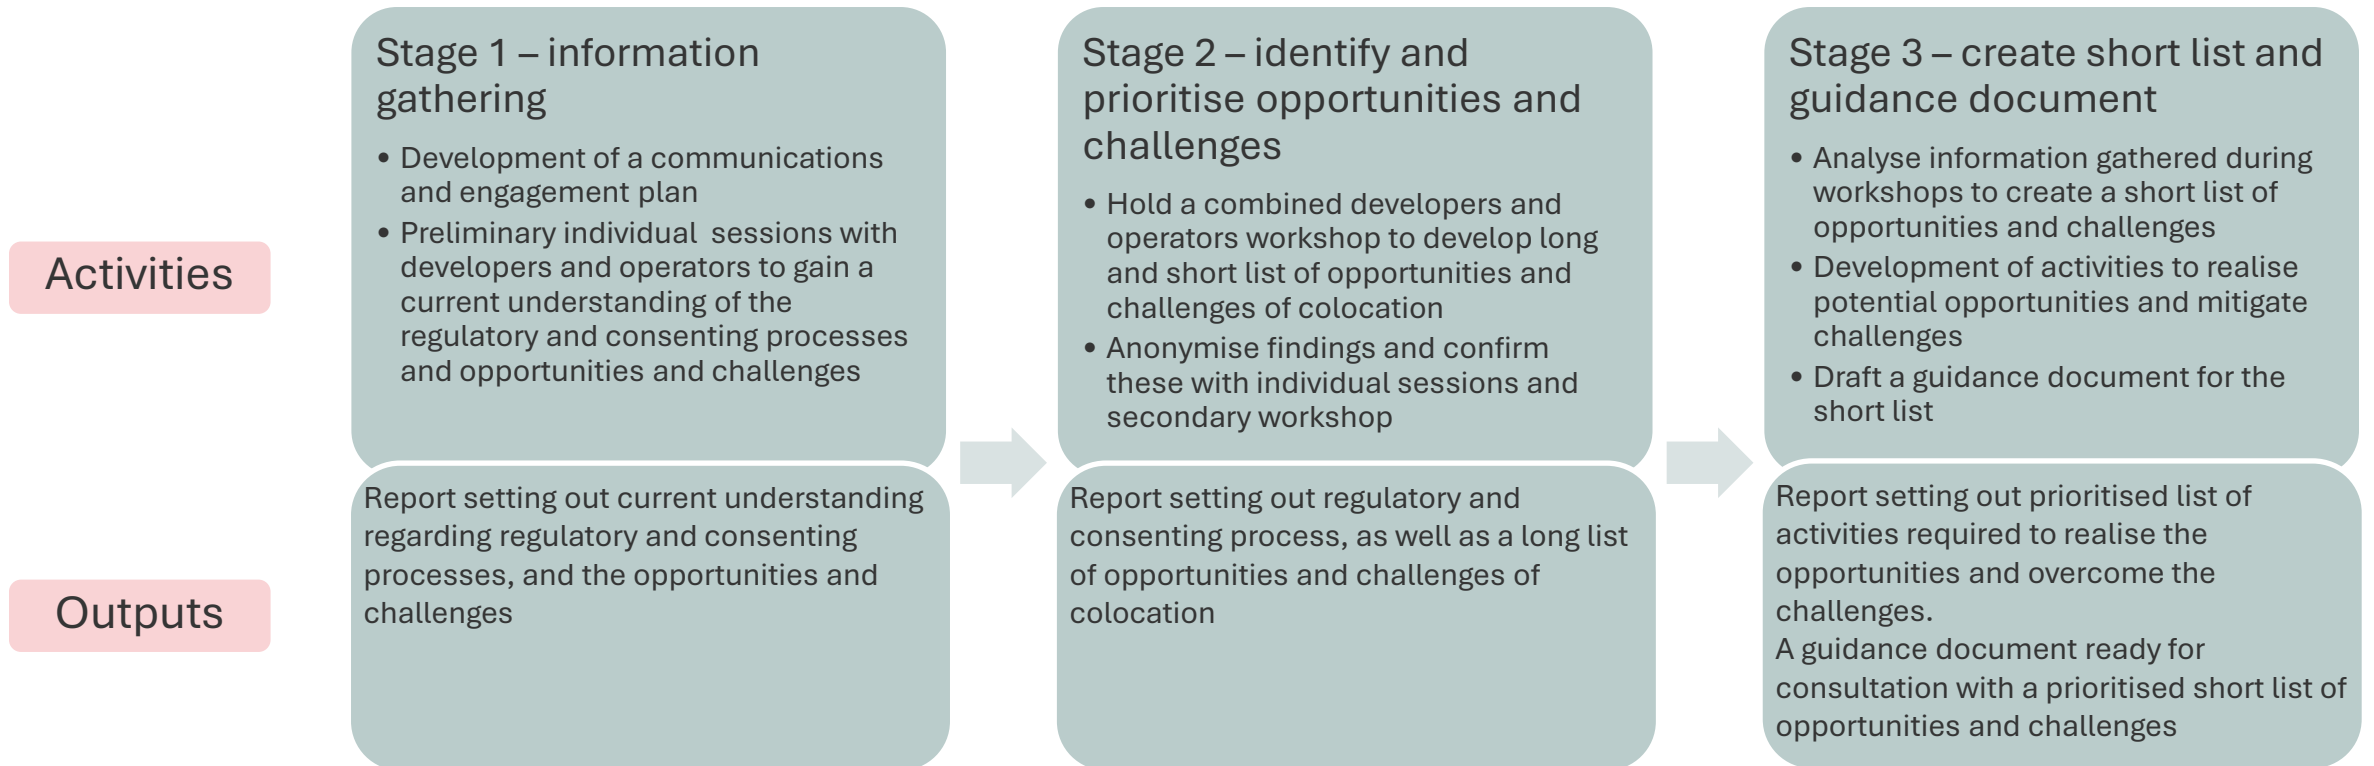 Activities
Outputs
Stage 1 – information
gathering
• Development of a communications
and engagement plan
• Preliminary individual  sessions with
developers and operators to gain a
current understanding of the
regulatory and consenting processes
and opportunities and challenges
Report setting out current understanding
regarding regulatory and consenting
processes, and the opportunities and
challenges
Stage 2 – identify and
prioritise opportunities and
challenges
• Hold a combined developers and
operators workshop to develop long
and short list of opportunities and
challenges of colocation
• Anonymise findings and confirm
these with individual sessions and
secondary workshop
Report setting out regulatory and
consenting process, as well as a long list
of opportunities and challenges of
colocation
Stage 3 – create short list and
guidance document
• Analyse information gathered during
workshops to create a short list of
opportunities and challenges
• Development of activities to realise
potential opportunities and mitigate
challenges
• Draft a guidance document for the
short list
Report setting out prioritised list of
activities required to realise the
opportunities and overcome the
challenges.
A guidance document ready for
consultation with a prioritised short list of
opportunities and challenges